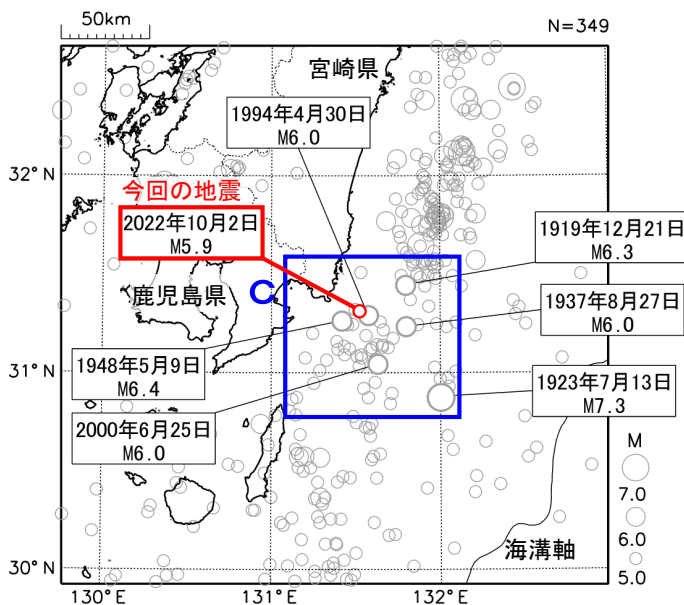 50km
N=349
宮崎県
1994年4月30日
M6.0
32°N
今回の地震
2022年10月2日
M5.9
1919年12月21日
M6.3
C
鹿児島県
1937年8月27日
M6.0
1948年5月9日
M6.4
31°N
1923年7月13日
M7.3
2000年6月25日
M6.0
M
7.0
6.0
5.0
海溝軸
30°N
130°E
131°E
132°E